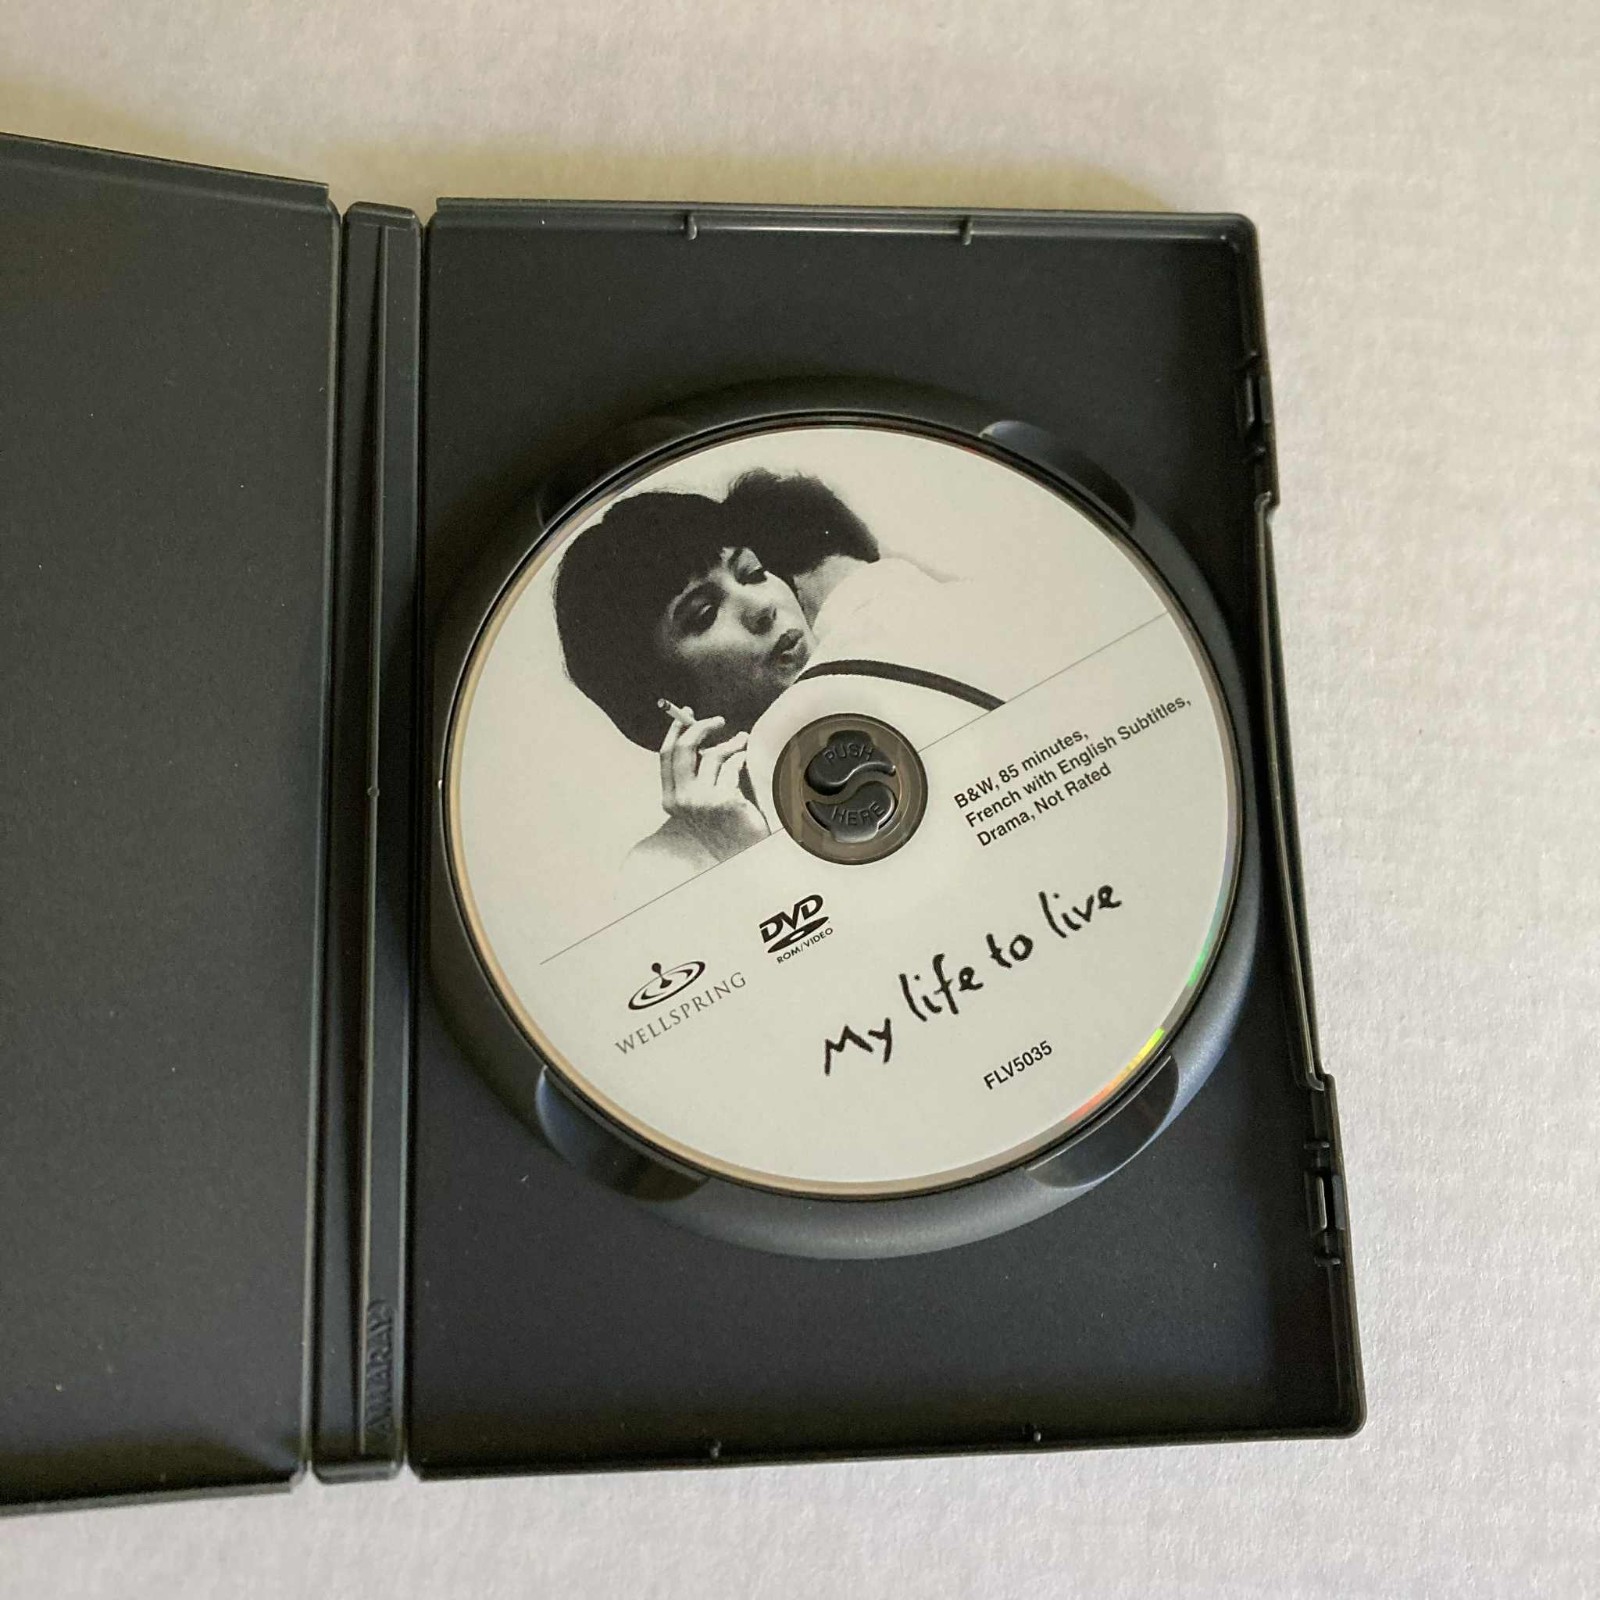 PUSH
HERE
B&W, 85 minutes,
French with English Subtitles,
Drama, Not Rated
DVD
ROM/VIDEO
WELLSPRING
My life to live
FLV5035
AMARAY